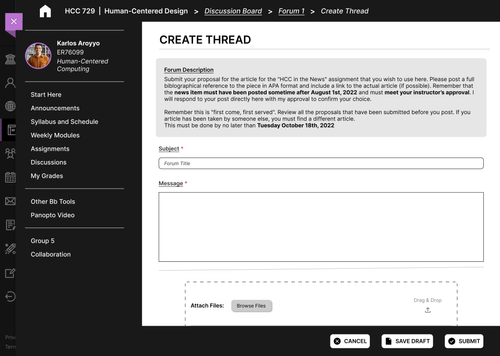 HCC 729 | Human-Centered Design > Discussion Board > Forum 1 > Create Thread
Karlos Aroyyo
ER76099
Human-Centered
Computing
Start Here
Announcements
Syllabus and Schedule
Weekly Modules
Assignments
Discussions
My Grades
Other Bb Tools
Panopto Video
Group 5
Collaboration
Priv
Term
CREATE THREAD
Forum Description
Submit your proposal for the article for the "HCC in the News" assignment that you wish to use here. Please post a full
bibliographical reference to the piece in APA format and include a link to the actual article (if possible). Remember that
the news item must have been posted sometime after August 1st, 2022 and must meet your instructor's approval. I
will respond to your post directly here with my approval to confirm your choice.
Remember this is "first come, first served". Review all the proposals that have been submitted before you post. If you
article has been taken by someone else, you must find a different article.
This must be done by no later than Tuesday October 18th, 2022
Subject *
Forum Title
Message *
Attach Files:
Browse Files
Drag & Drop
CANCEL
SAVE DRAFT
SUBMIT